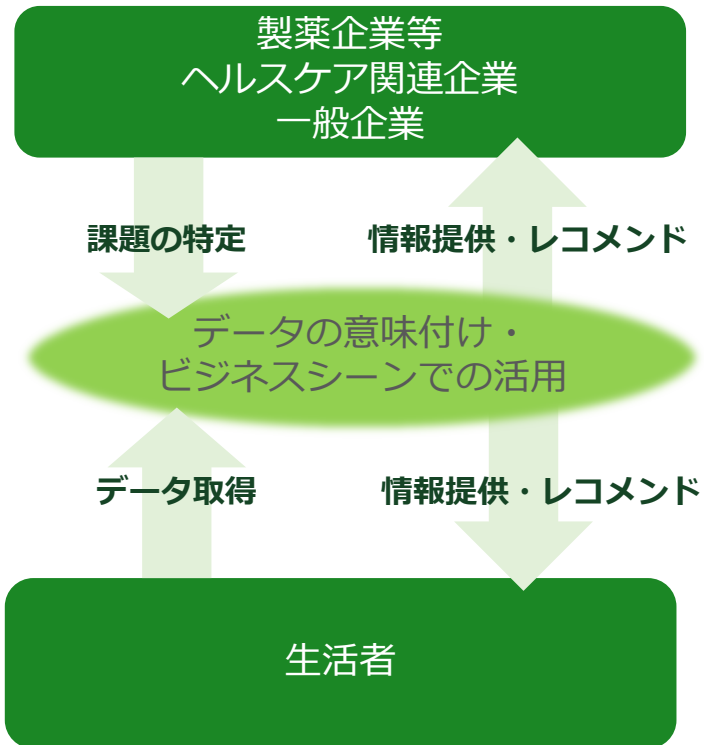 製薬企業等
ヘルスケア関連企業
一般企業
課題の特定
情報提供・レコメンド
データの意味付け・
ビジネスシーンでの活用
データ取得
情報提供・レコメンド
生活者